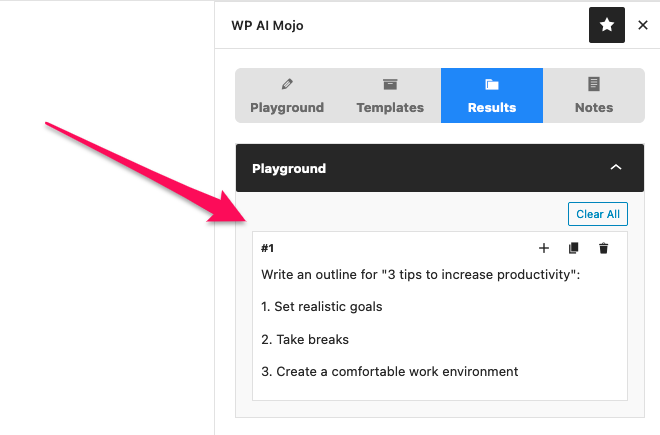 WP AI Mojo
Playground
Templates
Results
Notes
Playground
Clear All
#1
Write an outline for "3 tips to increase productivity":
1. Set realistic goals
2. Take breaks
3. Create a comfortable work environment